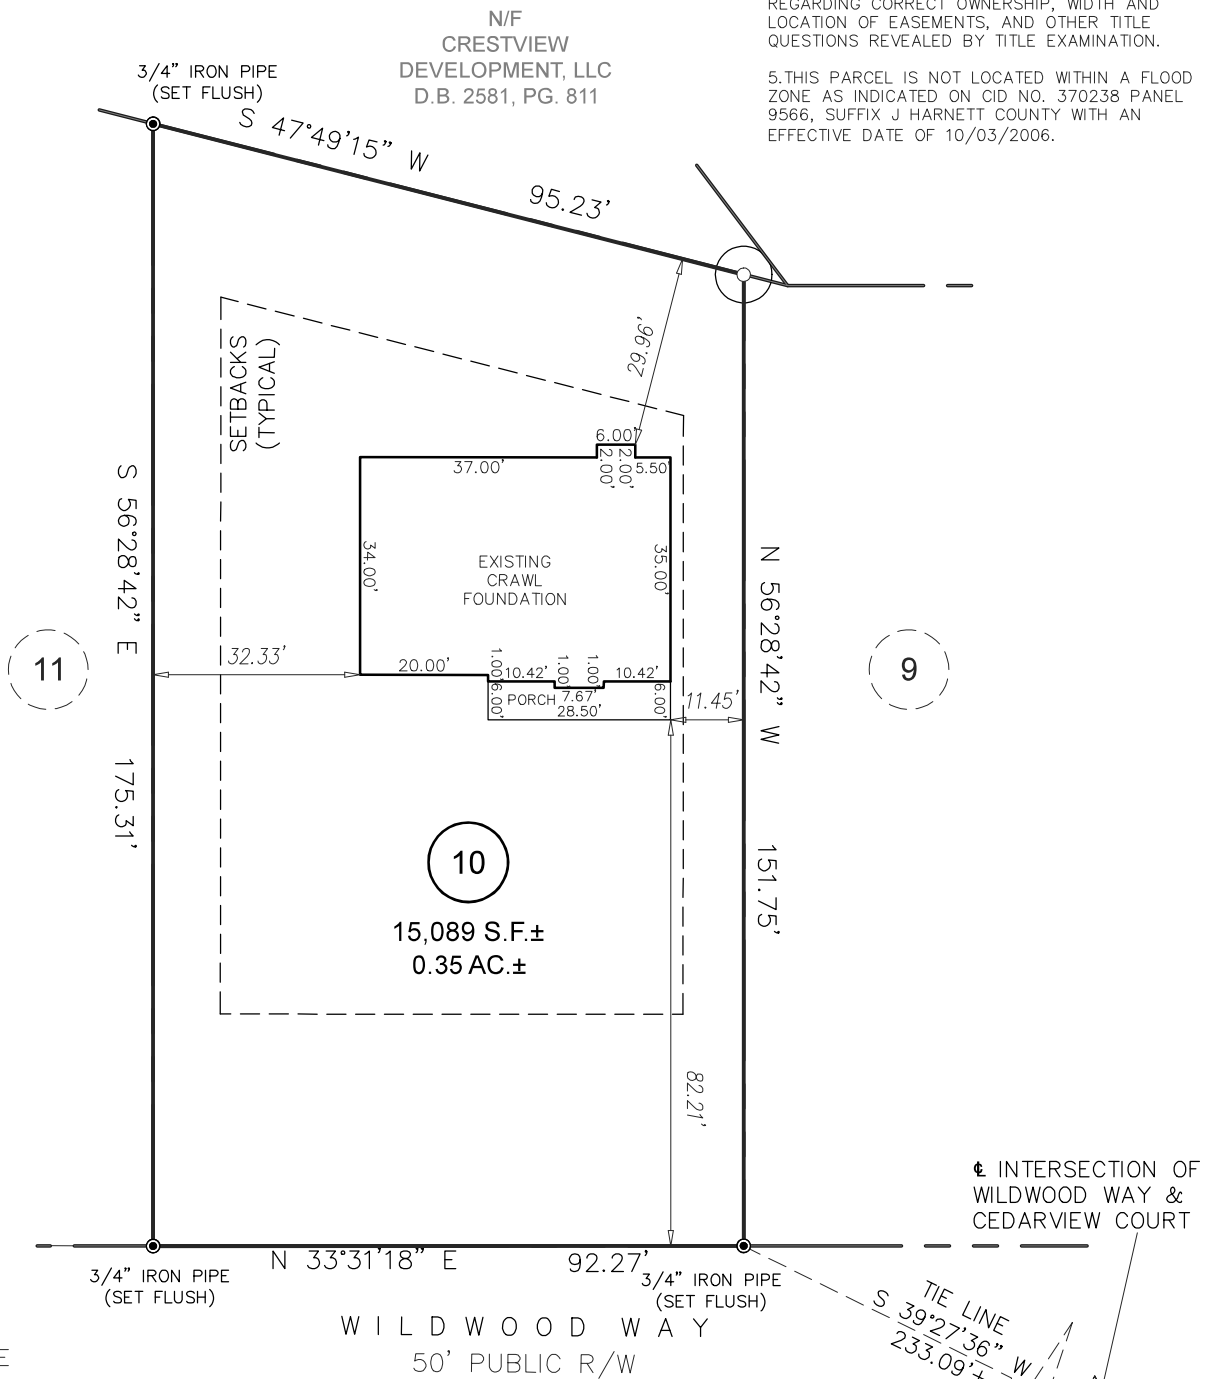 REGARDING CORRECT OWNERSHIP, WIDTH AND
LOCATION OF EASEMENTS, AND OTHER TITLE
QUESTIONS REVEALED BY TITLE EXAMINATION.
5.THIS PARCEL IS NOT LOCATED WITHIN A FLOOD
ZONE AS INDICATED ON CID NO. 370238 PANEL
9566, SUFFIX J HARNETT COUNTY WITH AN
EFFECTIVE DATE OF 10/03/2006.
N/F
CRESTVIEW
DEVELOPMENT, LLC
D.B. 2581, PG. 811
3/4" IRON PIPE
(SET FLUSH)
S 47°49'15" W
95.23'
29.96'
SETBACKS
(TYPICAL)
6.00'
2.00'
2.00'
37.00'
5.50'
34.00'
35.00'
EXISTING
CRAWL
FOUNDATION
S 56°28'42" E
175.31'
N 56°28'42" W
151.75'
11
9
32.33'
20.00'
1.00'
10.42'
1.00'
1.00'
10.42'
6.00'
PORCH
7.67'
28.50'
6.00'
11.45'
10
15,089 S.F.±
0.35 AC.±
82.21'
℄ INTERSECTION OF
WILDWOOD WAY &
CEDARVIEW COURT
N 33°31'18" E
92.27'
3/4" IRON PIPE
(SET FLUSH)
3/4" IRON PIPE
(SET FLUSH)
WILDWOOD WAY
50' PUBLIC R/W
TIE LINE
S 39°27'36" W
233.09'±
E